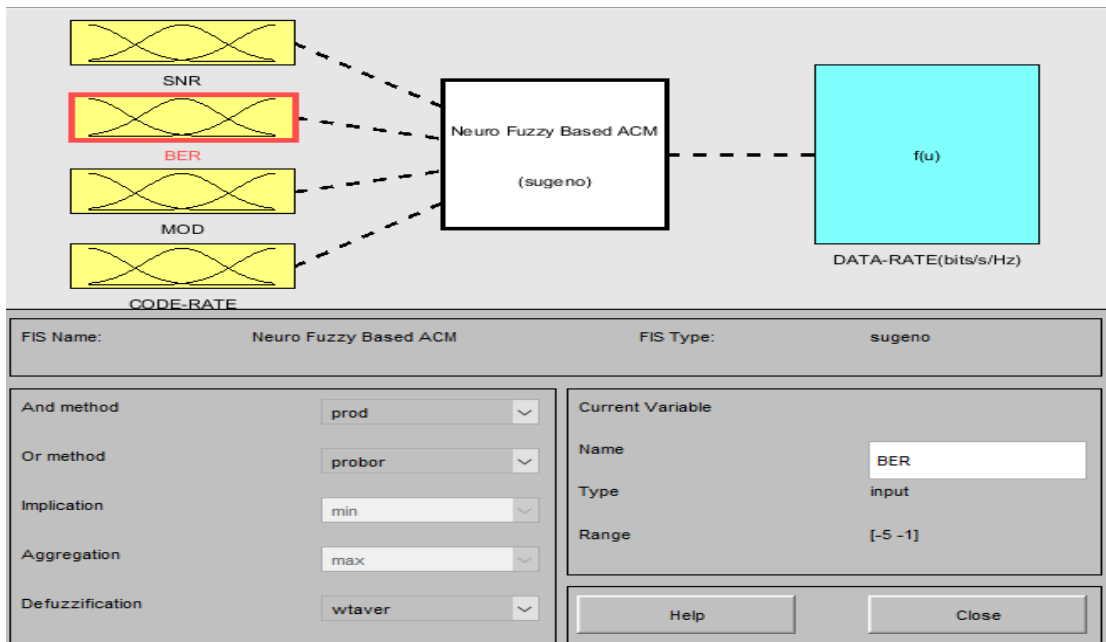 SNR
BER
MOD
CODE-RATE
Neuro Fuzzy Based ACM
(sugeno)
f(u)
DATA-RATE(bits/s/Hz)
FIS Name: Neuro Fuzzy Based ACM FIS Type: sugeno
And method prod
Or method probor
Implication min
Aggregation max
Defuzzification wtaver
Current Variable
Name BER
Type input
Range [-5 -1]
Help Close